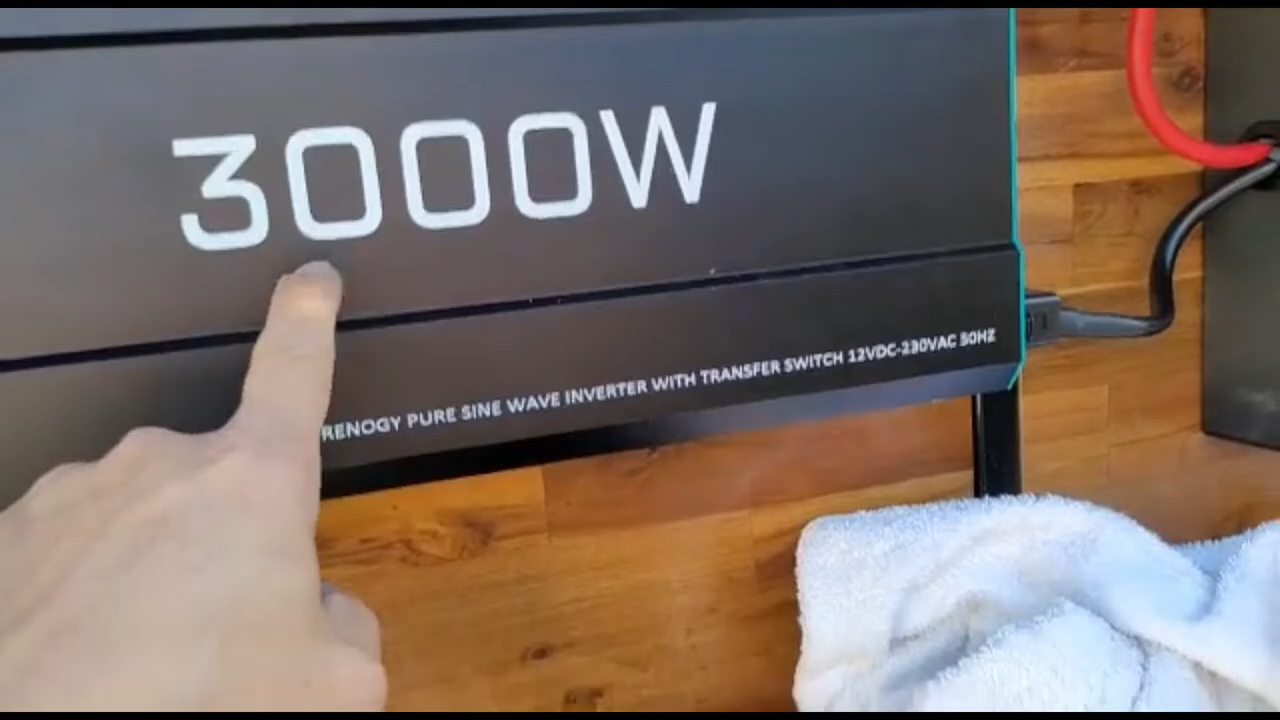 3000W
RENOGY PURE SINE WAVE INVERTER WITH TRANSFER SWITCH 12VDC-230VAC 50HZ